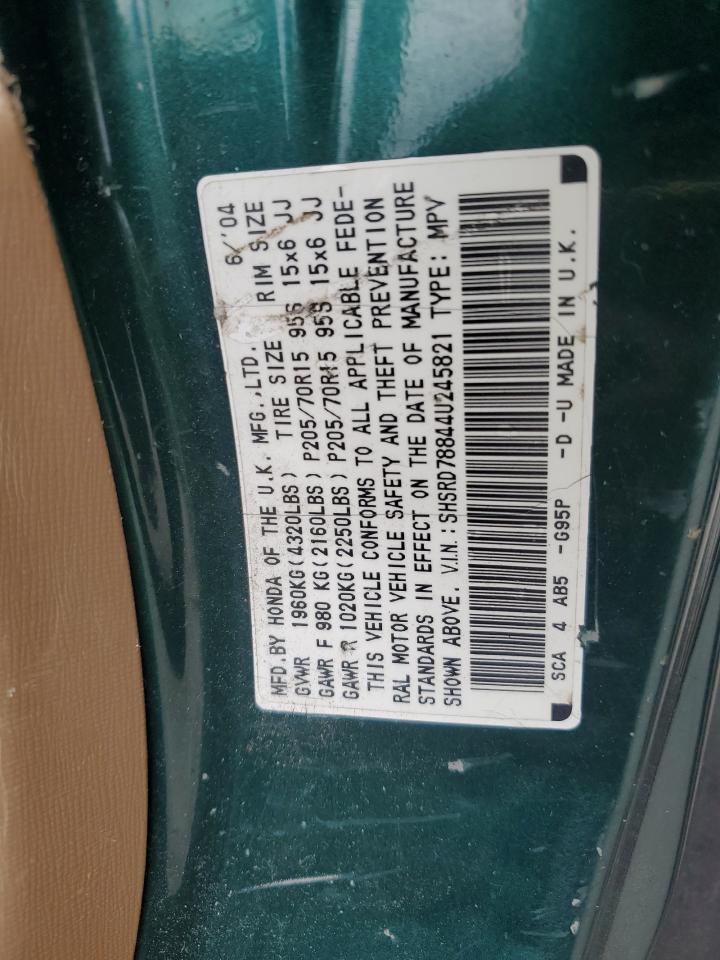 MFD.BY HONDA OF THE U.K. MFG.,LTD. 6/'04
GVWR 1960KG(4320LBS) TIRE SIZE RIM SIZE
GAWR F 980 KG(2160LBS) P205/70R15 95S 15x6 JJ
GAWR R 1020KG(2250LBS) P205/70R15 95S 15x6 JJ
THIS VEHICLE CONFORMS TO ALL APPLICABLE FEDE-
RAL MOTOR VEHICLE SAFETY AND THEFT PREVENTION
STANDARDS IN EFFECT ON THE DATE OF MANUFACTURE
SHOWN ABOVE. V.I.N.:SHSRD78844U245821 TYPE: MPV
SCA 4 AB5 -G95P -D -U MADE IN U.K.